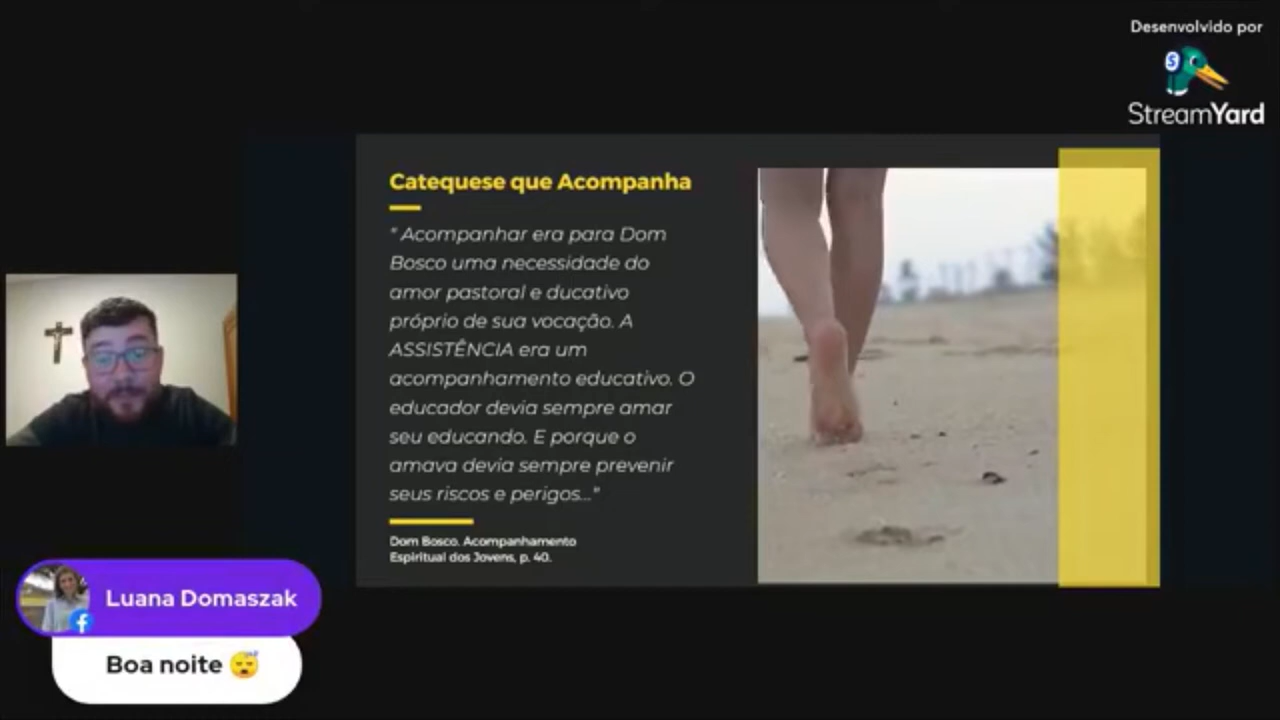 Desenvolvido por
StreamYard
Catequese que Acompanha
" Acompanhar era para Dom
Bosco uma necessidade do
amor pastoral e ducativo
próprio de sua vocação. A
ASSISTÊNCIA era um
acompanhamento educativo. O
educador devia sempre amar
seu educando. E porque o
amava devia sempre prevenir
seus riscos e perigos..."
Dom Bosco. Acompanhamento
Espiritual dos Jovens, p. 40.
Luana Domaszak
Boa noite 😴